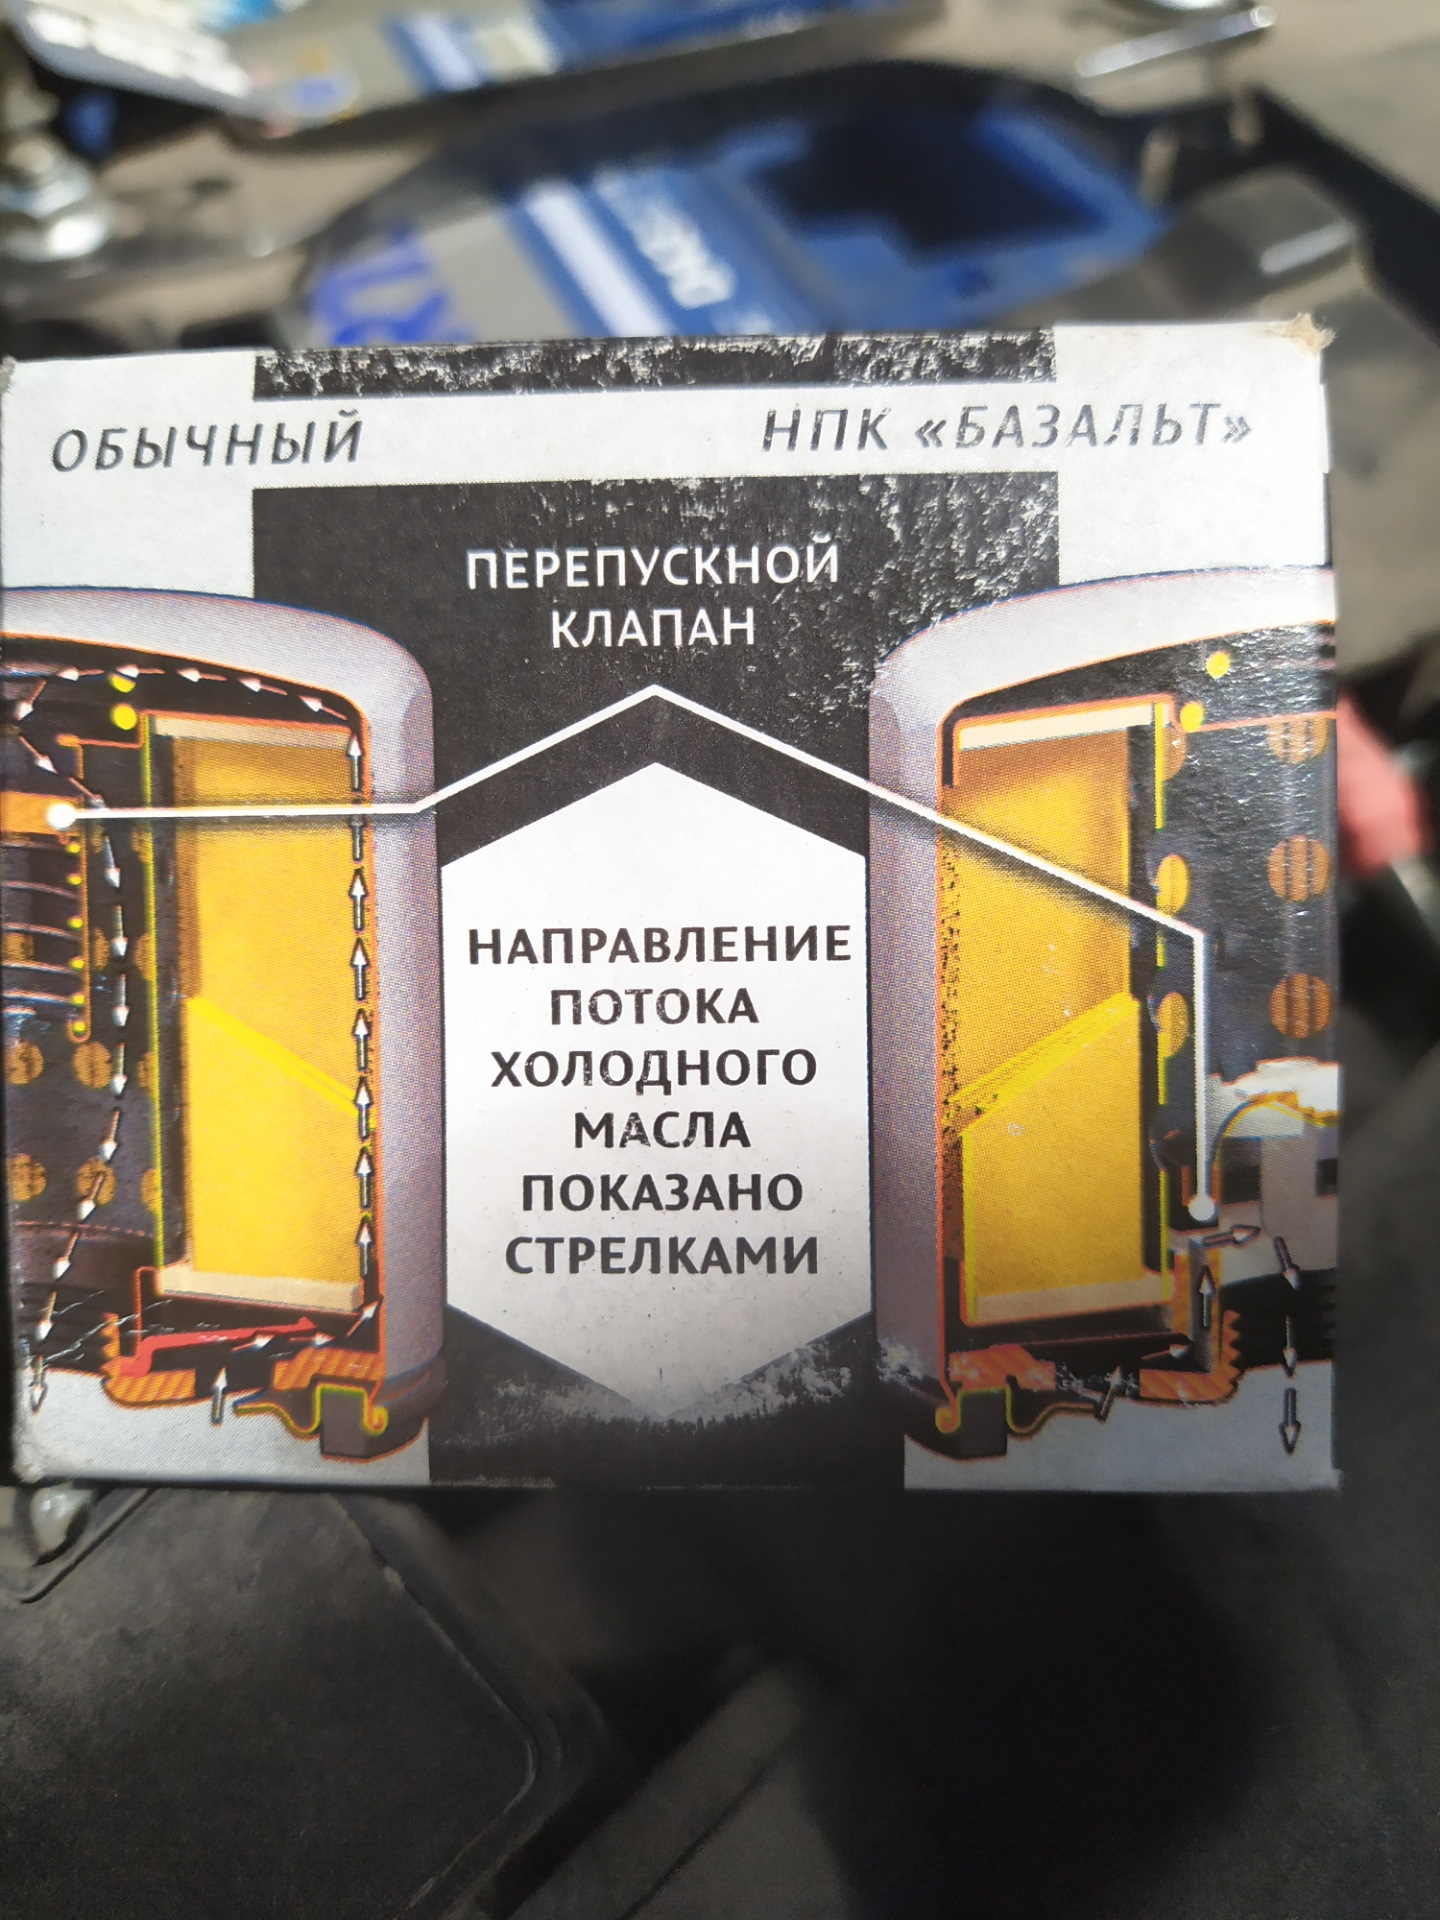 ОБЫЧНЫЙ
НПК «БАЗАЛЬТ»
ПЕРЕПУСКНОЙ
КЛАПАН
НАПРАВЛЕНИЕ
ПОТОКА
ХОЛОДНОГО
МАСЛА
ПОКАЗАНО
СТРЕЛКАМИ